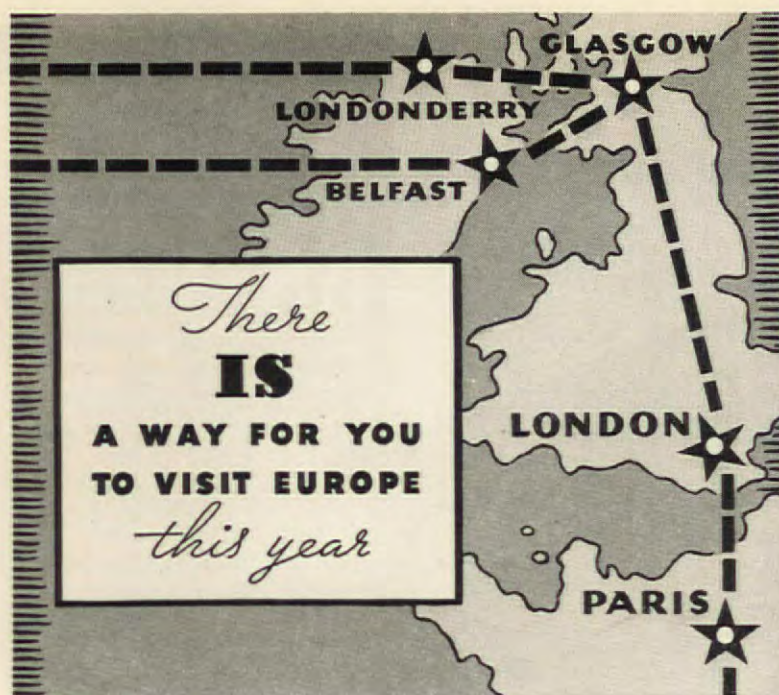 GLASGOW
LONDONDERRY
BELFAST
There
IS
A WAY FOR YOU
TO VISIT EUROPE
this year
LONDON
PARIS